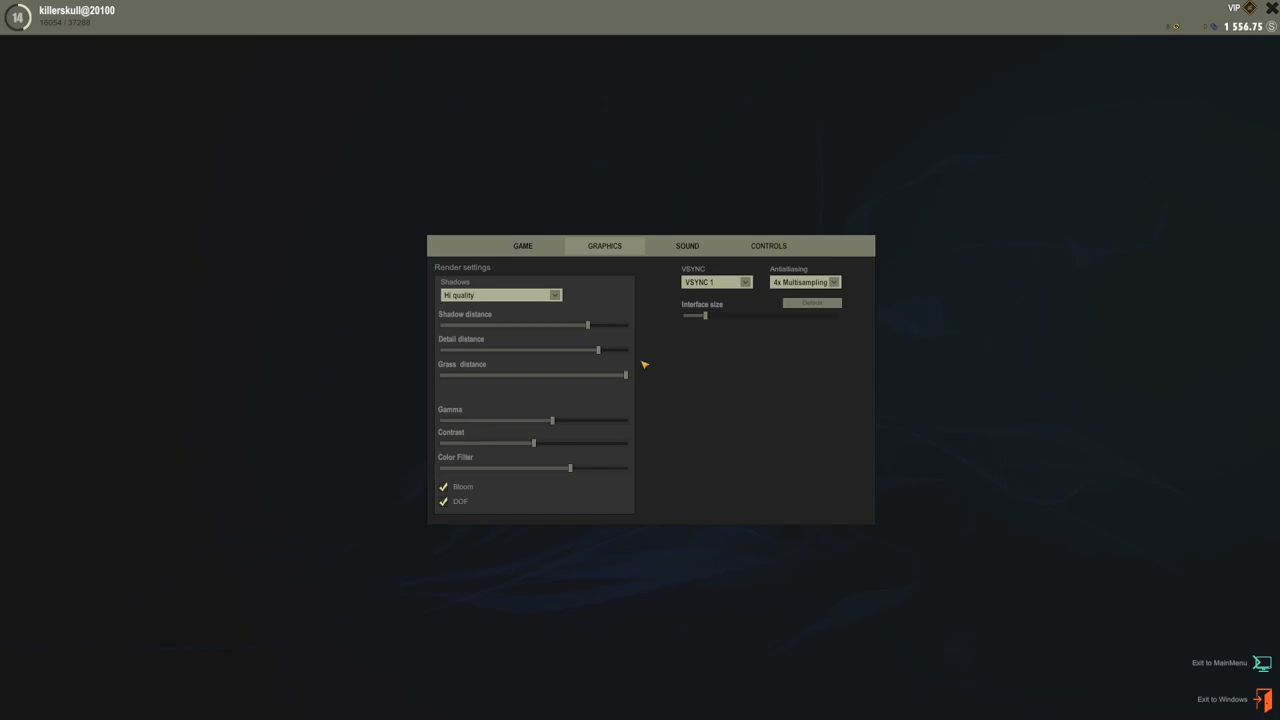 14
killerskull@20100
16054 / 37288
VIP
1 556.75
GAME
GRAPHICS
SOUND
CONTROLS
Render settings
Shadows
Hi quality
Shadow distance
Detail distance
Grass distance
Gamma
Contrast
Color Filter
Bloom
DOF
VSYNC
VSYNC 1
Antialiasing
4x Multisampling
Interface size
Default
Exit to MainMenu
Exit to Windows